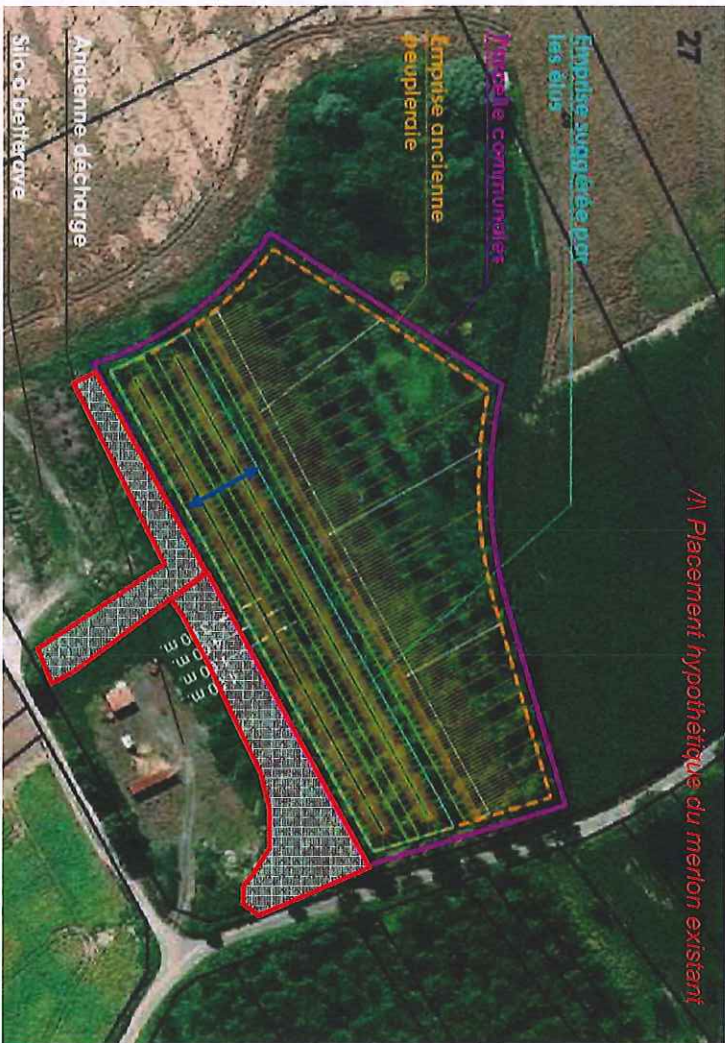 27
/!\ Placement hypothétique du merlon existant
Emprise suggérée par
les élus
Parcelle communales
Emprise ancienne
peupleraie
Ancienne décharge
Silo à betterave